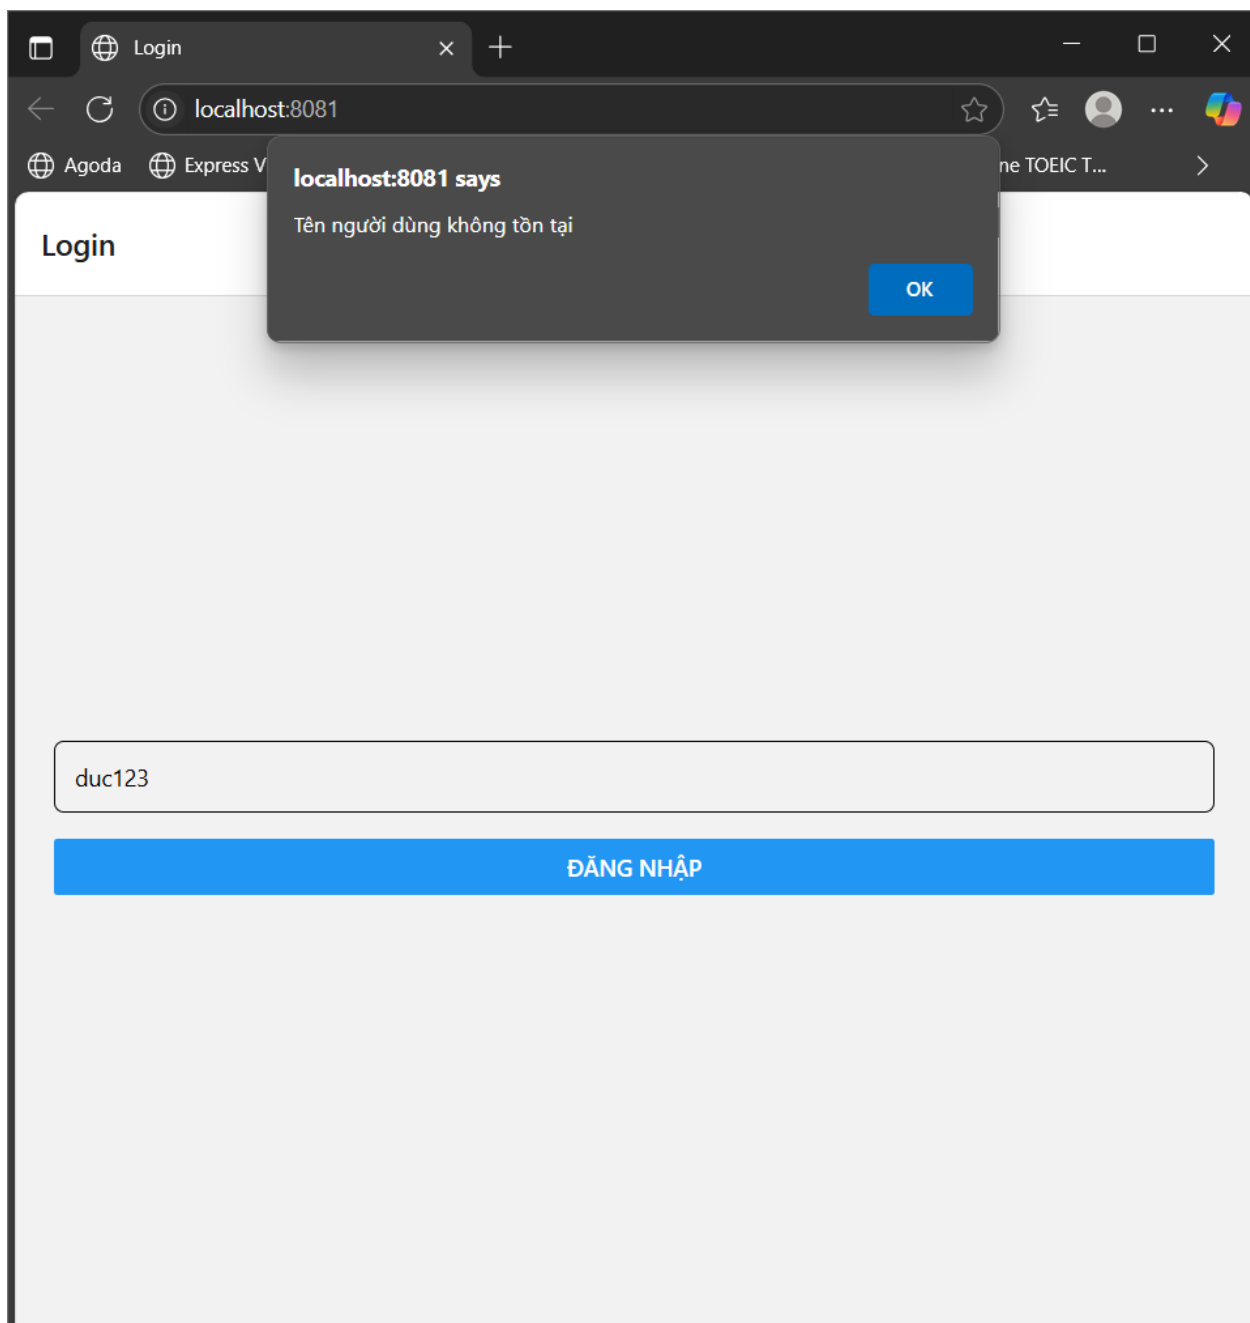 Login
localhost:8081
Agoda
Express V
ne TOEIC T...
localhost:8081 says
Tên người dùng không tồn tại
OK
Login
duc123
ĐĂNG NHẬP